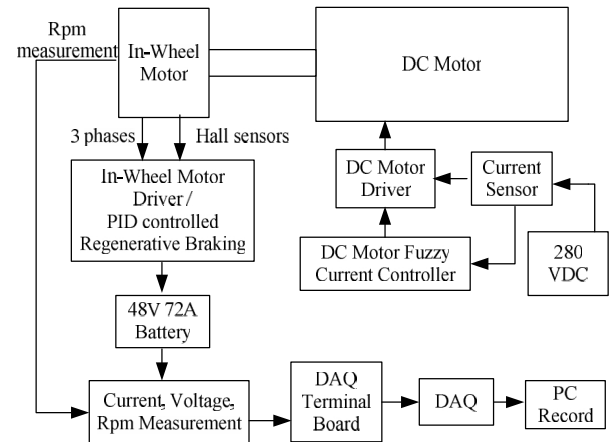 Rpm
measurement
In-Wheel
Motor
DC Motor
3 phases
Hall sensors
In-Wheel Motor
Driver /
PID controlled
Regenerative Braking
DC Motor
Driver
Current
Sensor
DC Motor Fuzzy
Current Controller
280
VDC
48V 72A
Battery
Current, Voltage,
Rpm Measurement
DAQ
Terminal
Board
DAQ
PC
Record